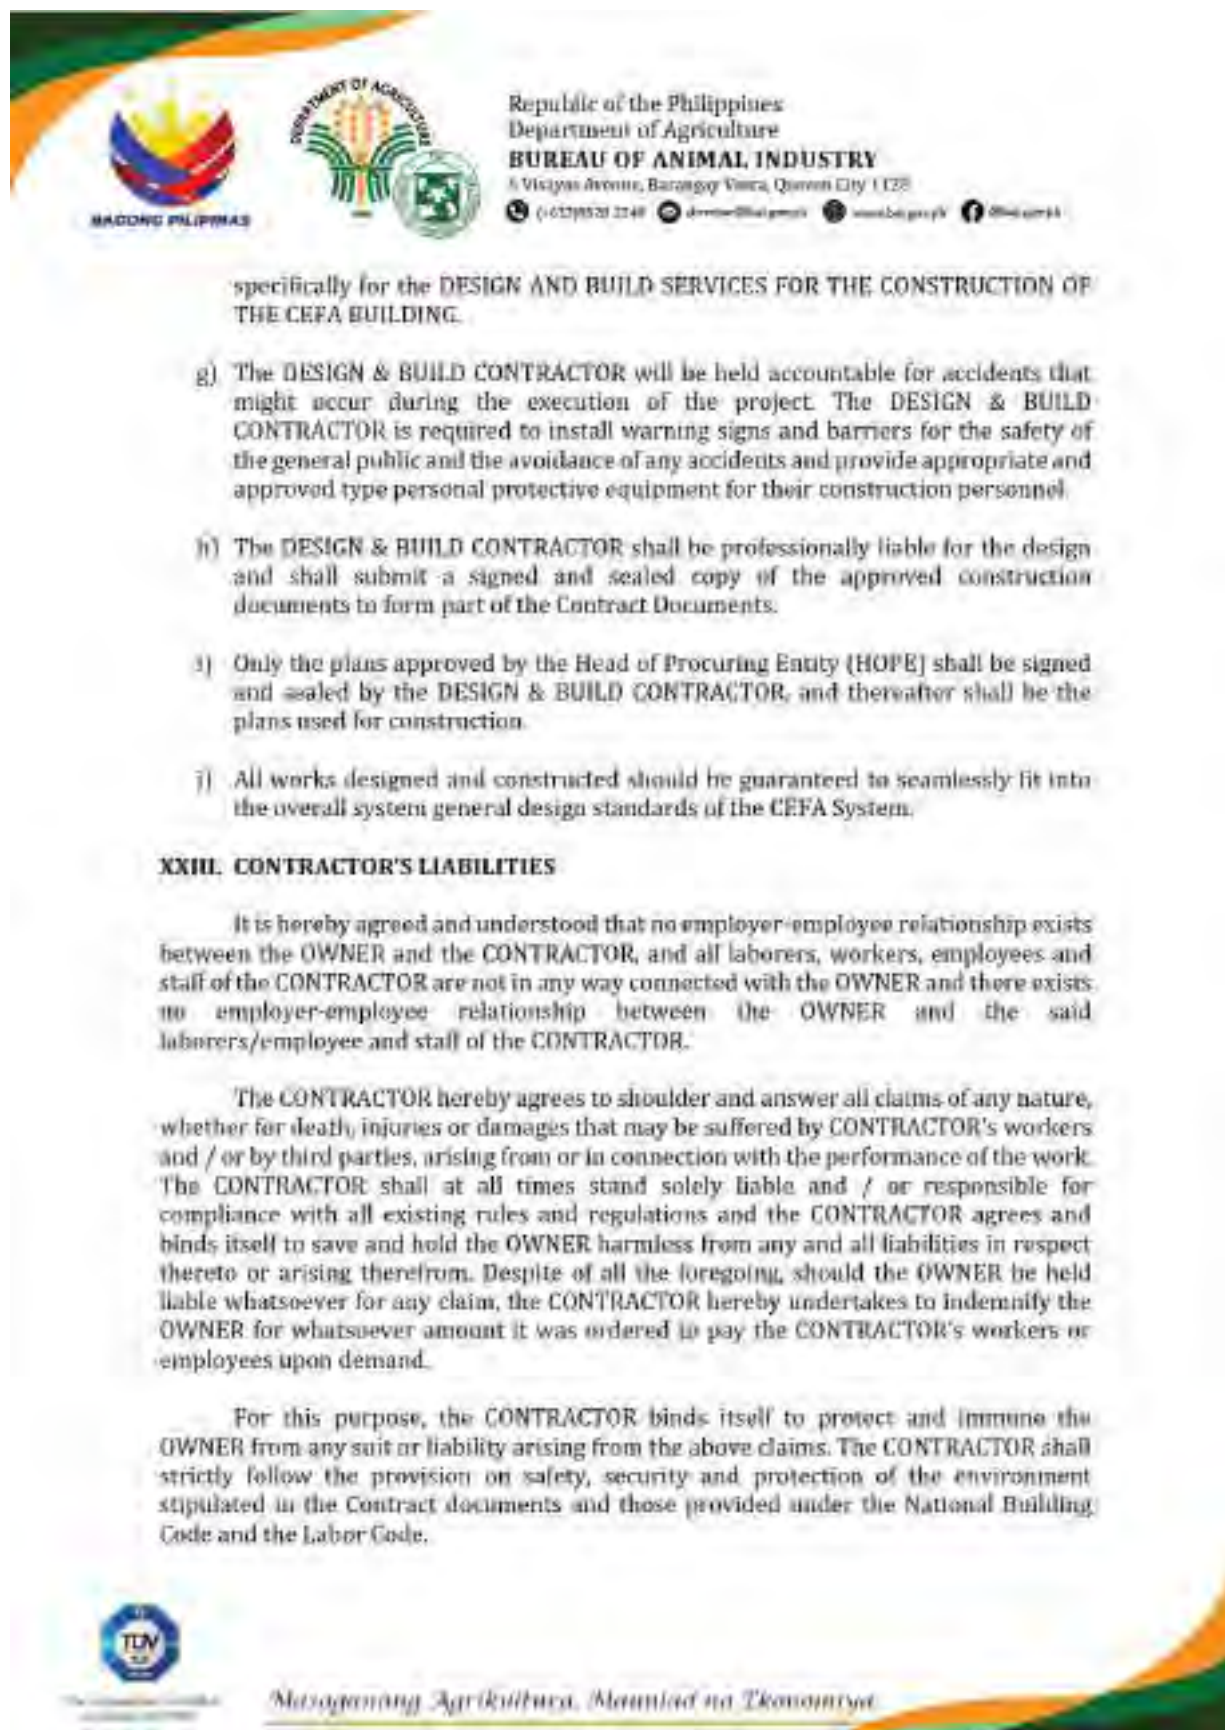 DEPARTMENT OF AGRICULTURE
BAGONG PILIPINAS
Republic of the Philippines
Department of Agriculture
BUREAU OF ANIMAL INDUSTRY
Visayas Avenue, Barangay Vasra, Quezon City 1128
specifically for the DESIGN AND BUILD SERVICES FOR THE CONSTRUCTION OF
THE CEFA BUILDING.
g) The DESIGN & BUILD CONTRACTOR will be held accountable for accidents that
might occur during the execution of the project. The DESIGN & BUILD
CONTRACTOR is required to install warning signs and barriers for the safety of
the general public and the avoidance of any accidents and provide appropriate and
approved type personal protective equipment for their construction personnel.
h) The DESIGN & BUILD CONTRACTOR shall be professionally liable for the design
and shall submit a signed and sealed copy of the approved construction
documents to form part of the Contract Documents.
i) Only the plans approved by the Head of Procuring Entity (HOPE) shall be signed
and sealed by the DESIGN & BUILD CONTRACTOR, and thereafter shall be the
plans used for construction.
j) All works designed and constructed should be guaranteed to seamlessly fit into
the overall system general design standards of the CEFA System.
XXIII. CONTRACTOR'S LIABILITIES
It is hereby agreed and understood that no employer-employee relationship exists
between the OWNER and the CONTRACTOR, and all laborers, workers, employees and
staff of the CONTRACTOR are not in any way connected with the OWNER and there exists
no employer-employee relationship between the OWNER and the said
laborers/employee and staff of the CONTRACTOR.
The CONTRACTOR hereby agrees to shoulder and answer all claims of any nature,
whether for death, injuries or damages that may be suffered by CONTRACTOR's workers
and / or by third parties, arising from or in connection with the performance of the work.
The CONTRACTOR shall at all times stand solely liable and / or responsible for
compliance with all existing rules and regulations and the CONTRACTOR agrees and
binds itself to save and hold the OWNER harmless from any and all liabilities in respect
thereto or arising therefrom. Despite of all the foregoing, should the OWNER be held
liable whatsoever for any claim, the CONTRACTOR hereby undertakes to indemnify the
OWNER for whatsoever amount it was ordered to pay the CONTRACTOR's workers or
employees upon demand.
For this purpose, the CONTRACTOR binds itself to protect and immune the
OWNER from any suit or liability arising from the above claims. The CONTRACTOR shall
strictly follow the provision on safety, security and protection of the environment
stipulated in the Contract documents and those provided under the National Building
Code and the Labor Code.
TÜV
Masaganang Agrikultura, Maunlad na Ekonomiya